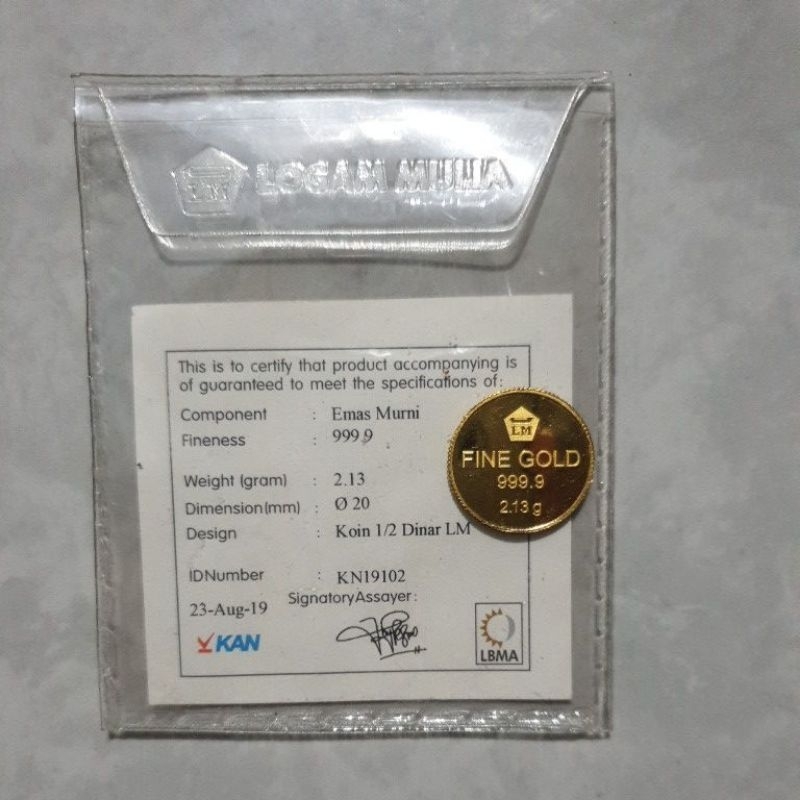 LM LOGAM MULIA
This is to certify that product accompanying is
of guaranteed to meet the specifications of:
Component : Emas Murni
Fineness : 999.9
Weight (gram) : 2.13
Dimension(mm) : Ø 20
Design : Koin 1/2 Dinar LM
IDNumber : KN19102
23-Aug-19 SignatoryAssayer:
KAN
LBMA
LM
FINE GOLD
999.9
2.13 g